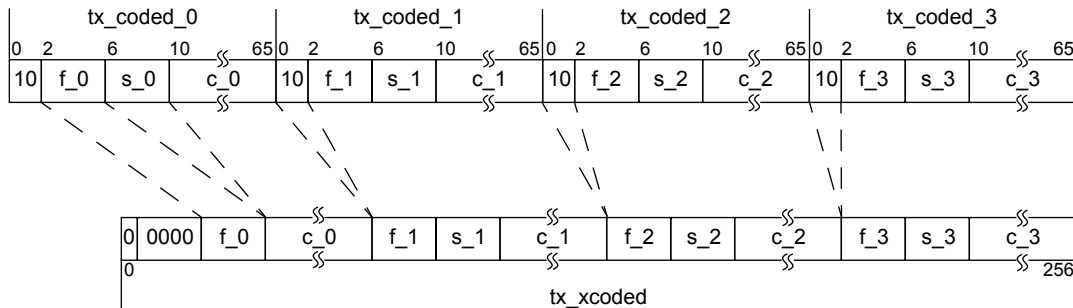 tx_coded_0 tx_coded_1 tx_coded_2 tx_coded_3
0 2 6 10 65 0 2 6 10 65 0 2 6 10 65 0 2 6 10 65
10 f_0 s_0 c_0 10 f_1 s_1 c_1 10 f_2 s_2 c_2 10 f_3 s_3 c_3
0 0000 f_0 c_0 f_1 s_1 c_1 f_2 s_2 c_2 f_3 s_3 c_3
0 256
tx_xcoded